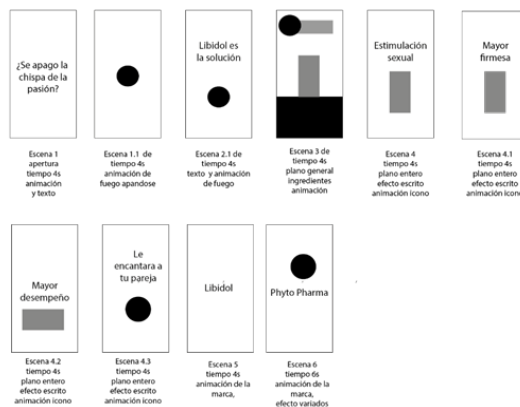 ¿Se apago la
chispa de la
pasión?
Libidol es
la solución
Estimulación
sexual
Mayor
firmesa
Escena 1
apertura
tiempo 4s
animación
y texto
Escena 1.1 de
tiempo 4s
animación de
fuego apandose
Escena 2.1 de
tiempo 4s
texto y animación
de fuego
Escena 3 de
tiempo 4s
plano general
ingredientes
animación
Escena 4
tiempo 4s
plano entero
efecto escrito
animación icono
Escena 4.1
tiempo 4s
plano entero
efecto escrito
animación icono
Mayor
desempeño
Le
encantara a
tu pareja
Libidol
Phyto Pharma
Escena 4.2
tiempo 4s
plano entero
efecto escrito
animación icono
Escena 4.3
tiempo 4s
plano entero
efecto escrito
animación icono
Escena 5
tiempo 4s
animación de la
marca,
Escena 6
tiempo 6s
animación de la
marca,
efecto variados